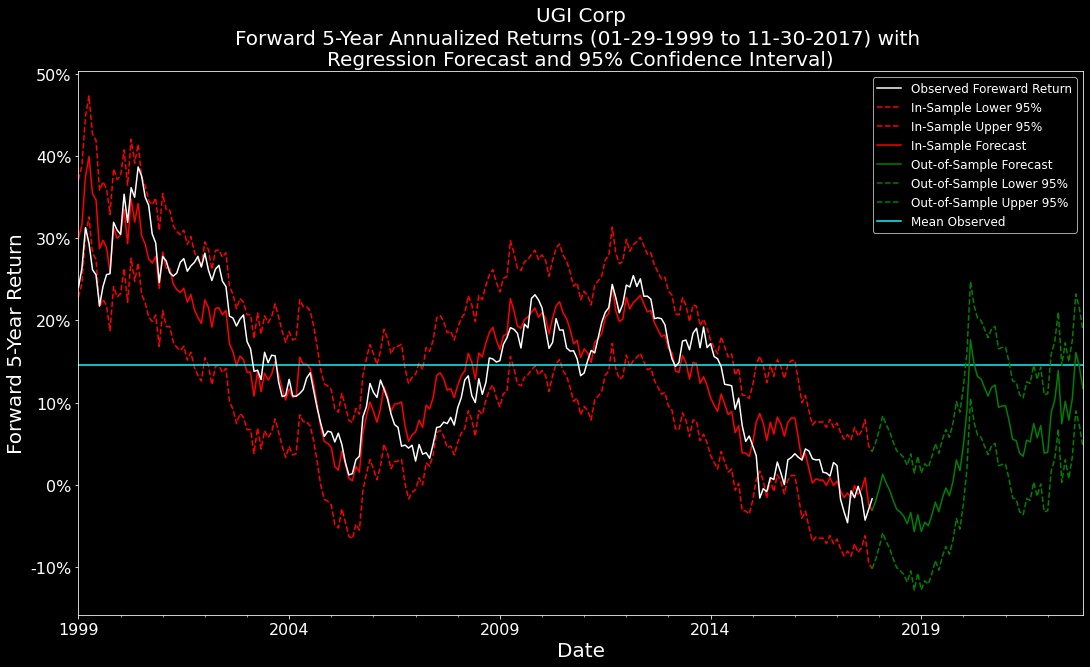 UGI Corp
Forward 5-Year Annualized Returns (01-29-1999 to 11-30-2017) with
Regression Forecast and 95% Confidence Interval)
50%
40%
30%
20%
10%
0%
-10%
Forward 5-Year Return
Observed Foreward Return
In-Sample Lower 95%
In-Sample Upper 95%
In-Sample Forecast
Out-of-Sample Forecast
Out-of-Sample Lower 95%
Out-of-Sample Upper 95%
Mean Observed
1999
2004
2009
2014
2019
Date